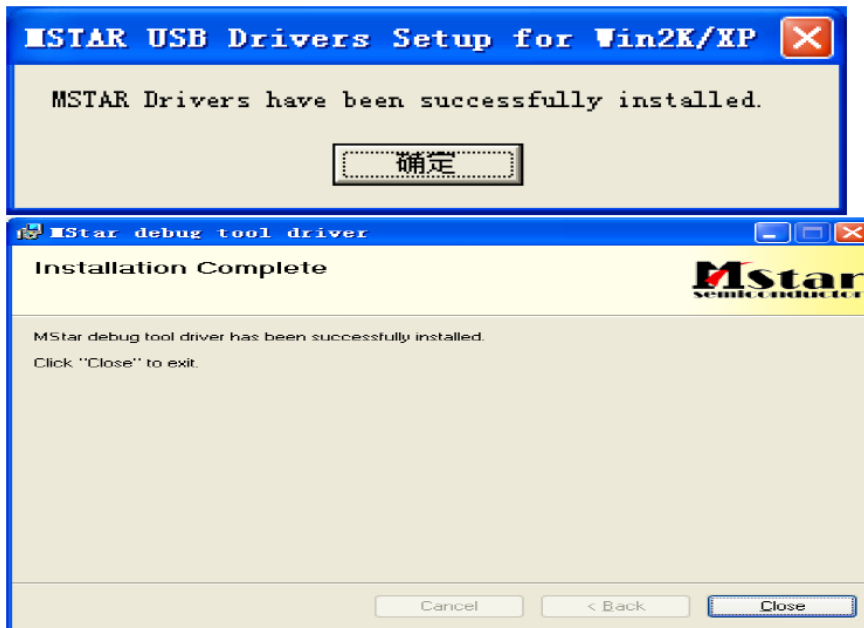 MSTAR USB Drivers Setup for Win2K/XP
MSTAR Drivers have been successfully installed.
确定
MStar debug tool driver
Installation Complete
Mstar
semiconductor
MStar debug tool driver has been successfully installed.
Click "Close" to exit.
Cancel
< Back
Close